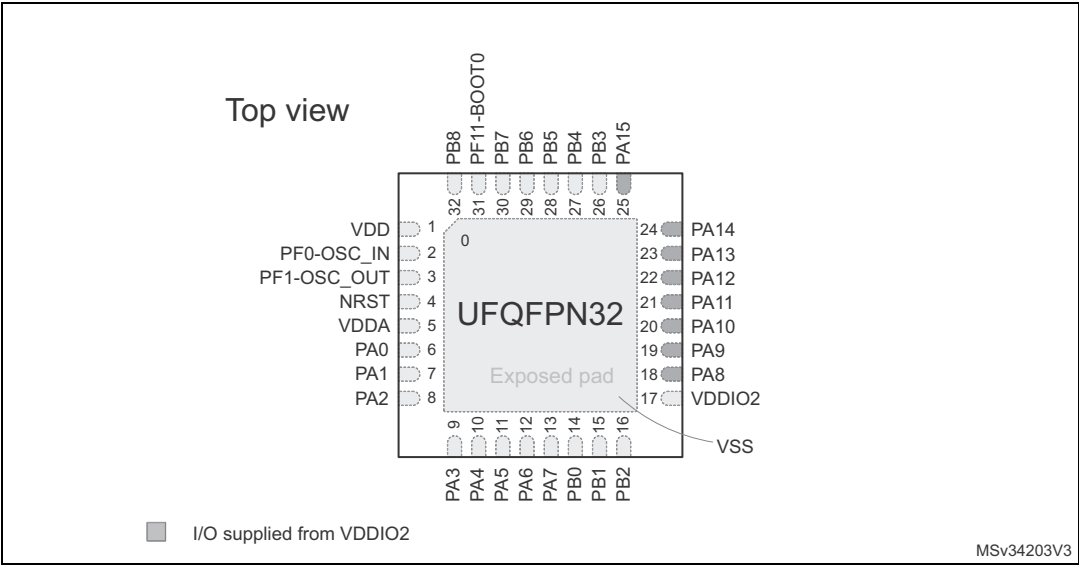 Top view
PB8
PF11-BOOT0
PB7
PB6
PB5
PB4
PB3
PA15
32
31
30
29
28
27
26
25
VDD 1
PF0-OSC_IN 2
PF1-OSC_OUT 3
NRST 4
VDDA 5
PA0 6
PA1 7
PA2 8
0
UFQFPN32
Exposed pad
24 PA14
23 PA13
22 PA12
21 PA11
20 PA10
19 PA9
18 PA8
17 VDDIO2
VSS
9
10
11
12
13
14
15
16
PA3
PA4
PA5
PA6
PA7
PB0
PB1
PB2
I/O supplied from VDDIO2
MSv34203V3